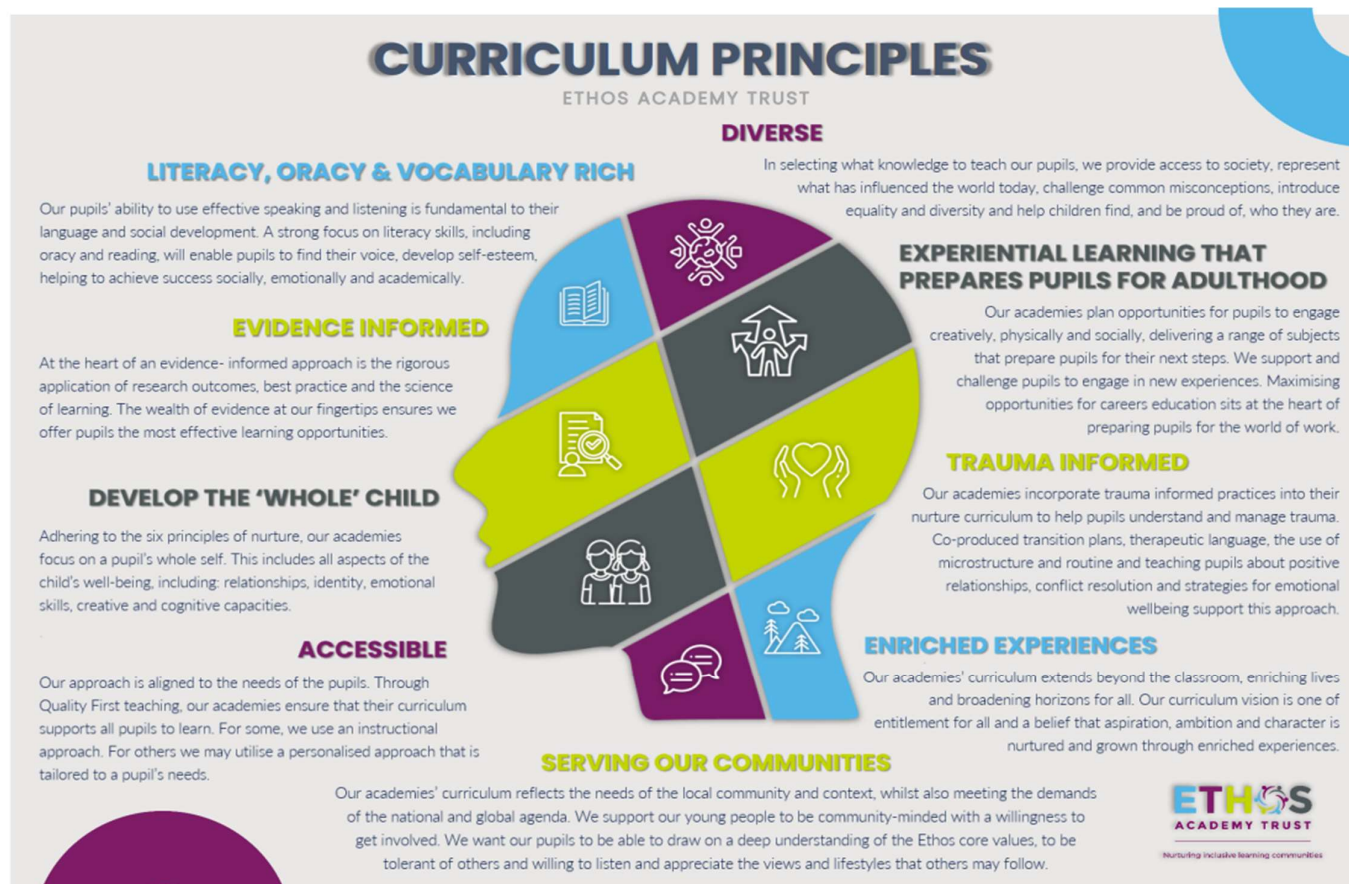 CURRICULUM PRINCIPLES
ETHOS ACADEMY TRUST
DIVERSE
In selecting what knowledge to teach our pupils, we provide access to society, represent
what has influenced the world today, challenge common misconceptions, introduce
equality and diversity and help children find, and be proud of, who they are.
LITERACY, ORACY & VOCABULARY RICH
Our pupils' ability to use effective speaking and listening is fundamental to their
language and social development. A strong focus on literacy skills, including
oracy and reading, will enable pupils to find their voice, develop self-esteem,
helping to achieve success socially, emotionally and academically.
EXPERIENTIAL LEARNING THAT
PREPARES PUPILS FOR ADULTHOOD
Our academies plan opportunities for pupils to engage
creatively, physically and socially, delivering a range of subjects
that prepare pupils for their next steps. We support and
challenge pupils to engage in new experiences. Maximising
opportunities for careers education sits at the heart of
preparing pupils for the world of work.
EVIDENCE INFORMED
At the heart of an evidence- informed approach is the rigorous
application of research outcomes, best practice and the science
of learning. The wealth of evidence at our fingertips ensures we
offer pupils the most effective learning opportunities.
TRAUMA INFORMED
Our academies incorporate trauma informed practices into their
nurture curriculum to help pupils understand and manage trauma.
Co-produced transition plans, therapeutic language, the use of
microstructure and routine and teaching pupils about positive
relationships, conflict resolution and strategies for emotional
wellbeing support this approach.
DEVELOP THE 'WHOLE' CHILD
Adhering to the six principles of nurture, our academies
focus on a pupil's whole self. This includes all aspects of the
child's well-being, including: relationships, identity, emotional
skills, creative and cognitive capacities.
ENRICHED EXPERIENCES
Our academies' curriculum extends beyond the classroom, enriching lives
and broadening horizons for all. Our curriculum vision is one of
entitlement for all and a belief that aspiration, ambition and character is
nurtured and grown through enriched experiences.
ACCESSIBLE
Our approach is aligned to the needs of the pupils. Through
Quality First teaching, our academies ensure that their curriculum
supports all pupils to learn. For some, we use an instructional
approach. For others we may utilise a personalised approach that is
tailored to a pupil's needs.
SERVING OUR COMMUNITIES
Our academies' curriculum reflects the needs of the local community and context, whilst also meeting the demands
of the national and global agenda. We support our young people to be community-minded with a willingness to
get involved. We want our pupils to be able to draw on a deep understanding of the Ethos core values, to be
tolerant of others and willing to listen and appreciate the views and lifestyles that others may follow.
ETHOS
ACADEMY TRUST
Nurturing inclusive learning communities